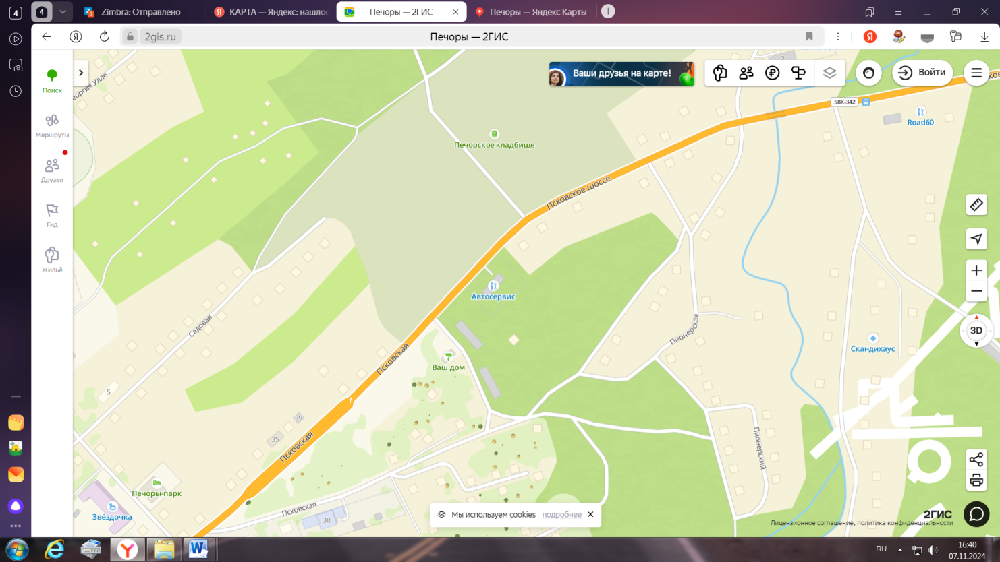 4
4
Zimbra: Отправлено
КАРТА — Яндекс: нашлос
Печоры — 2ГИС
Печоры — Яндекс Карты
2gis.ru
Печоры — 2ГИС
Поиск
Маршруты
Друзья
Гид
Жильё
Ваши друзья на карте!
Войти
2
58К-342
Road60
Печорское кладбище
Псковское шоссе
Автосервис
Садовая
Пионерская
3D
Скандихаус
Псковская
Ваш дом
5
39
35
Псковская
Пионерский
Печоры-парк
Звёздочка
Псковская
38
Мы используем cookies подробнее
2ГИС
Лицензионное соглашение, политика конфиденциальности
RU
16:40
07.11.2024